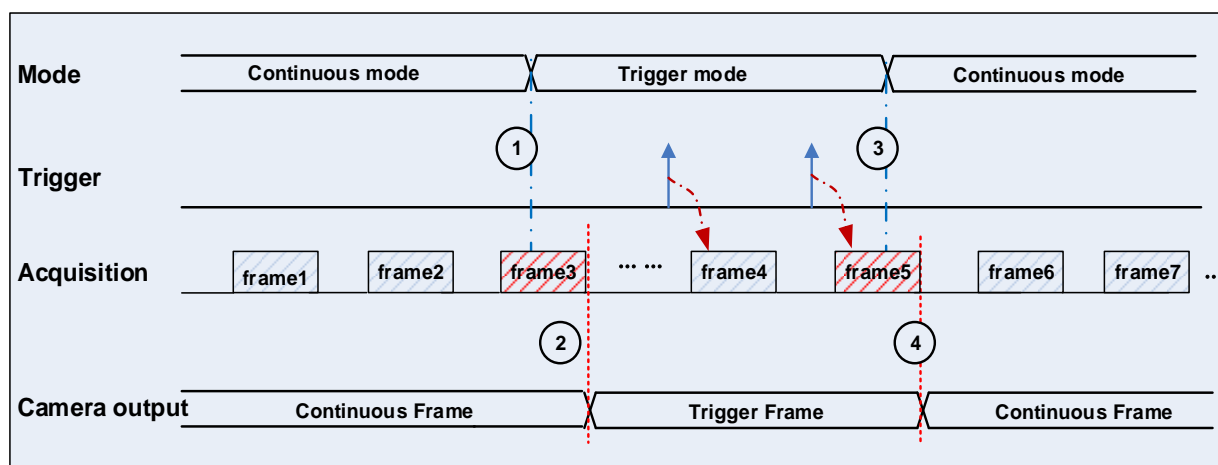 Mode
Continuous mode
Trigger mode
Continuous mode
1
3
Trigger
Acquisition
frame1
frame2
frame3
... ...
frame4
frame5
frame6
frame7
..
2
4
Camera output
Continuous Frame
Trigger Frame
Continuous Frame